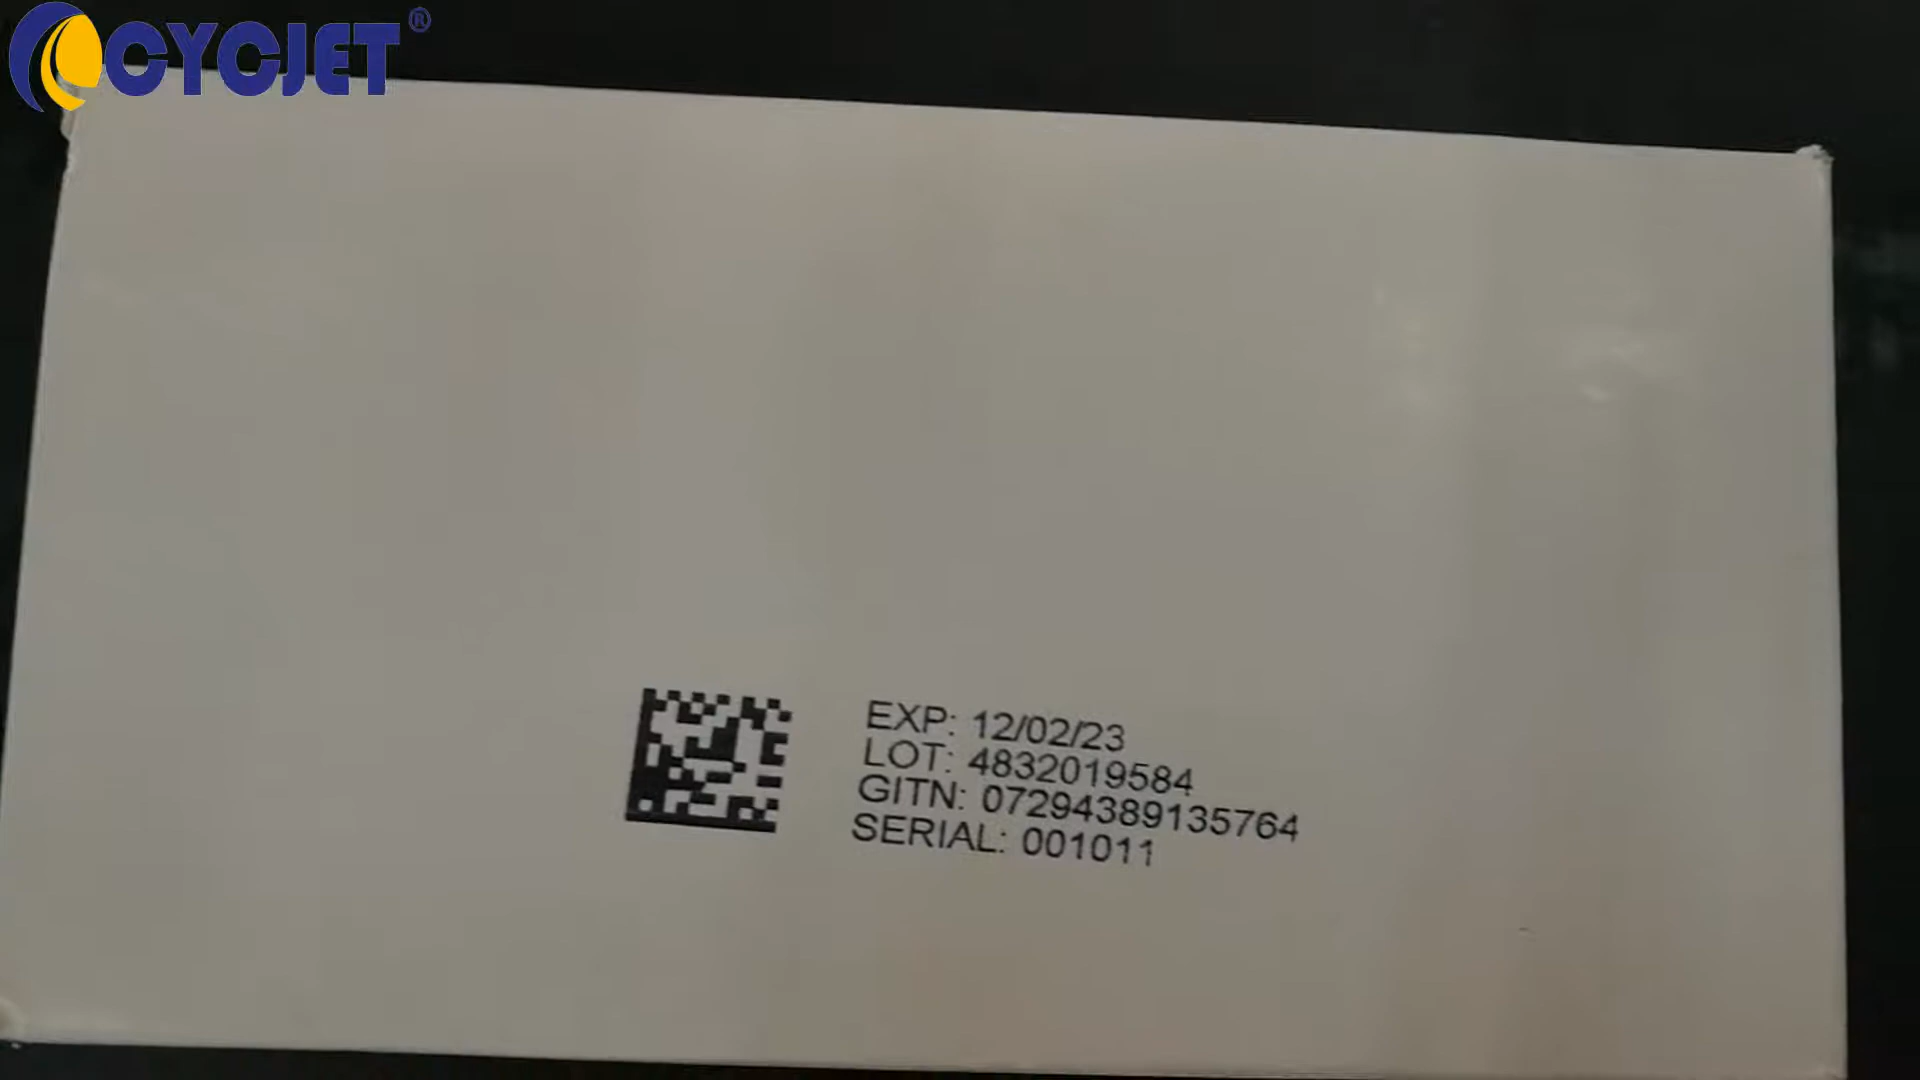 CYCJET®
EXP: 12/02/23
LOT: 4832019584
GITN: 07294389135764
SERIAL: 001011